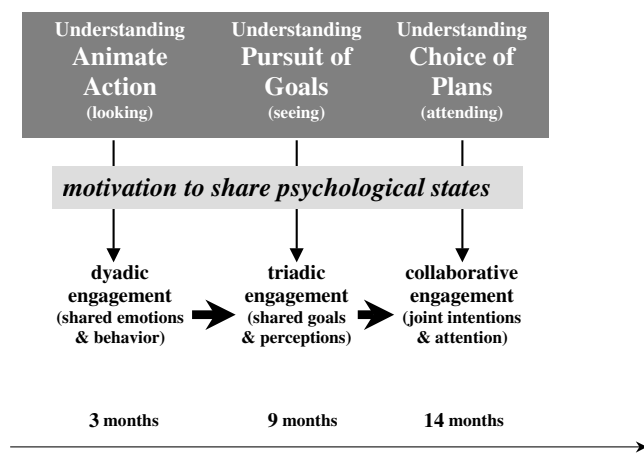 Understanding
Animate
Action
(looking)
Understanding
Pursuit of
Goals
(seeing)
Understanding
Choice of
Plans
(attending)
motivation to share psychological states
dyadic
engagement
(shared emotions
& behavior)
triadic
engagement
(shared goals
& perceptions)
collaborative
engagement
(joint intentions
& attention)
3 months
9 months
14 months